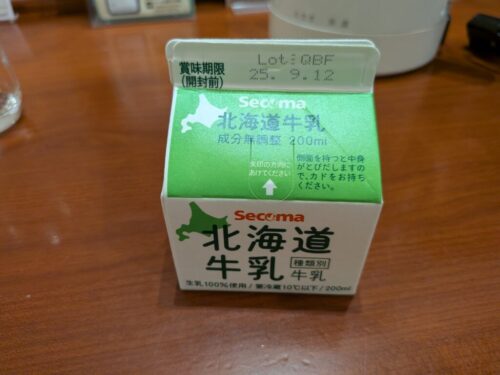 賞味期限
(開封前)
Lot:QBF
25. 9.12
Secoma
北海道牛乳
成分無調整 200ml
矢印の方向に
あけてください
側面を持つと中身
がとびだしますの
で、カドをお持ち
ください。
Secoma
北海道
牛乳
種類別
牛乳
生乳100%使用/要冷蔵10℃以下/200ml